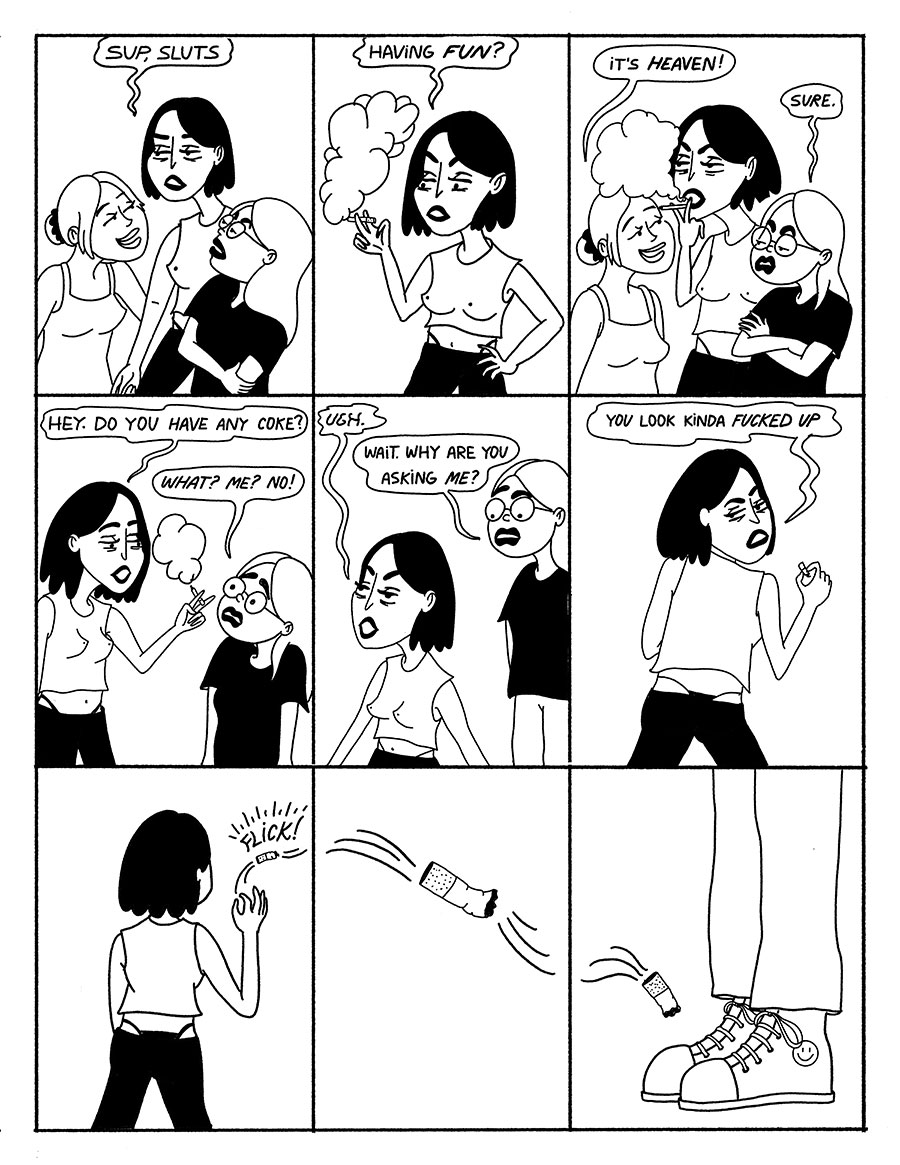 SUP, SLUTS
HAVING FUN?
IT'S HEAVEN!
SURE.
HEY. DO YOU HAVE ANY COKE?
WHAT? ME? NO!
UGH.
WAIT. WHY ARE YOU
ASKING ME?
YOU LOOK KINDA FUCKED UP
FLICK!